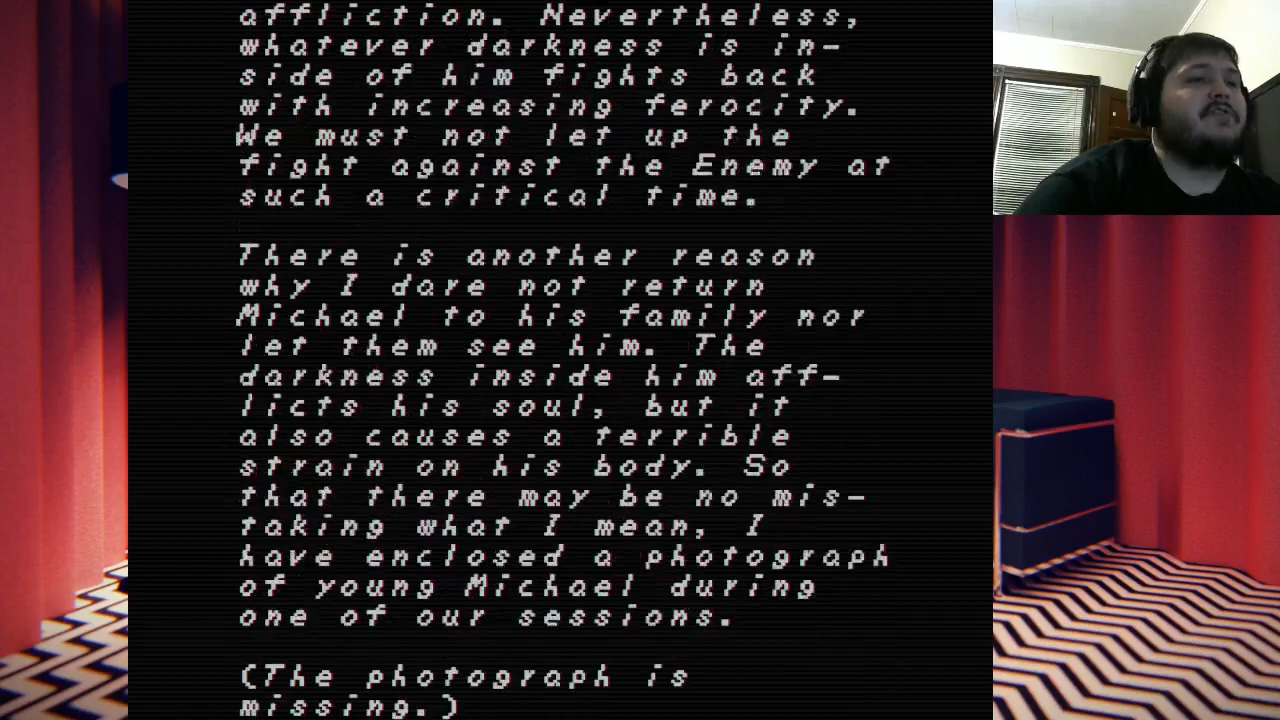 affliction. Nevertheless,
whatever darkness is in-
side of him fights back
with increasing ferocity.
We must not let up the
fight against the Enemy at
such a critical time.
There is another reason
why I dare not return
Michael to his family nor
let them see him. The
darkness inside him aff-
licts his soul, but it
also causes a terrible
strain on his body. So
that there may be no mis-
taking what I mean, I
have enclosed a photograph
of young Michael during
one of our sessions.
(The photograph is
missing.)